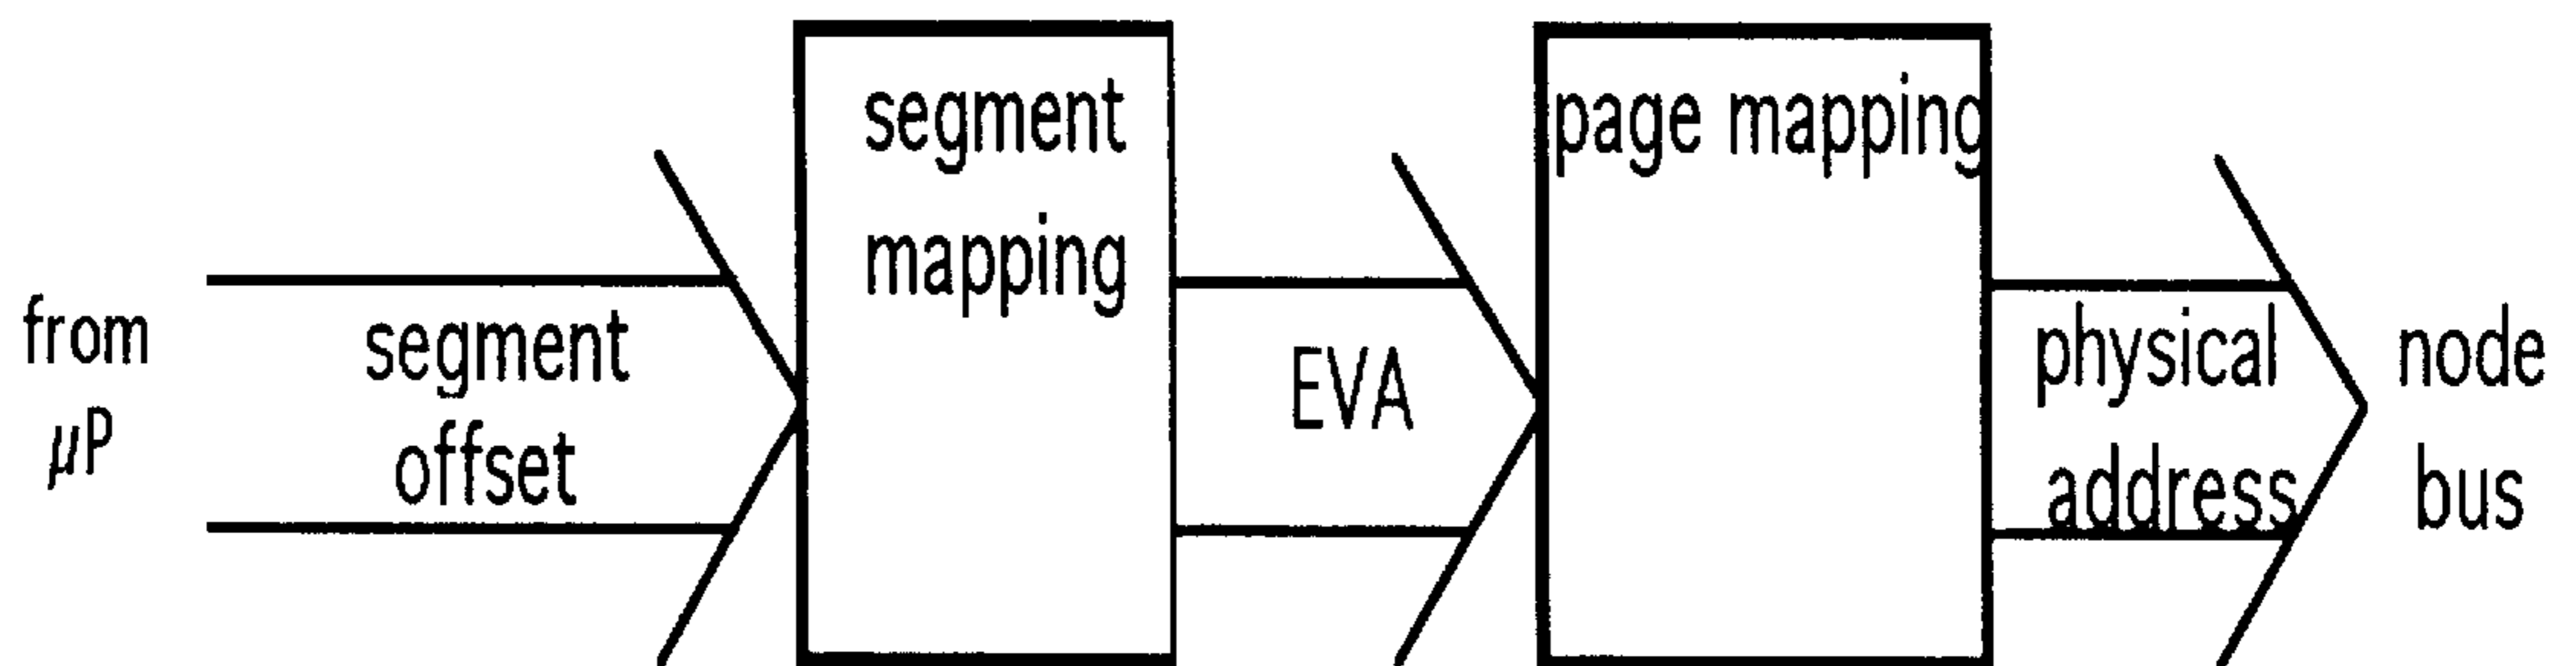 from
μP
segment
offset
segment
mapping
EVA
page mapping
physical
address
node
bus